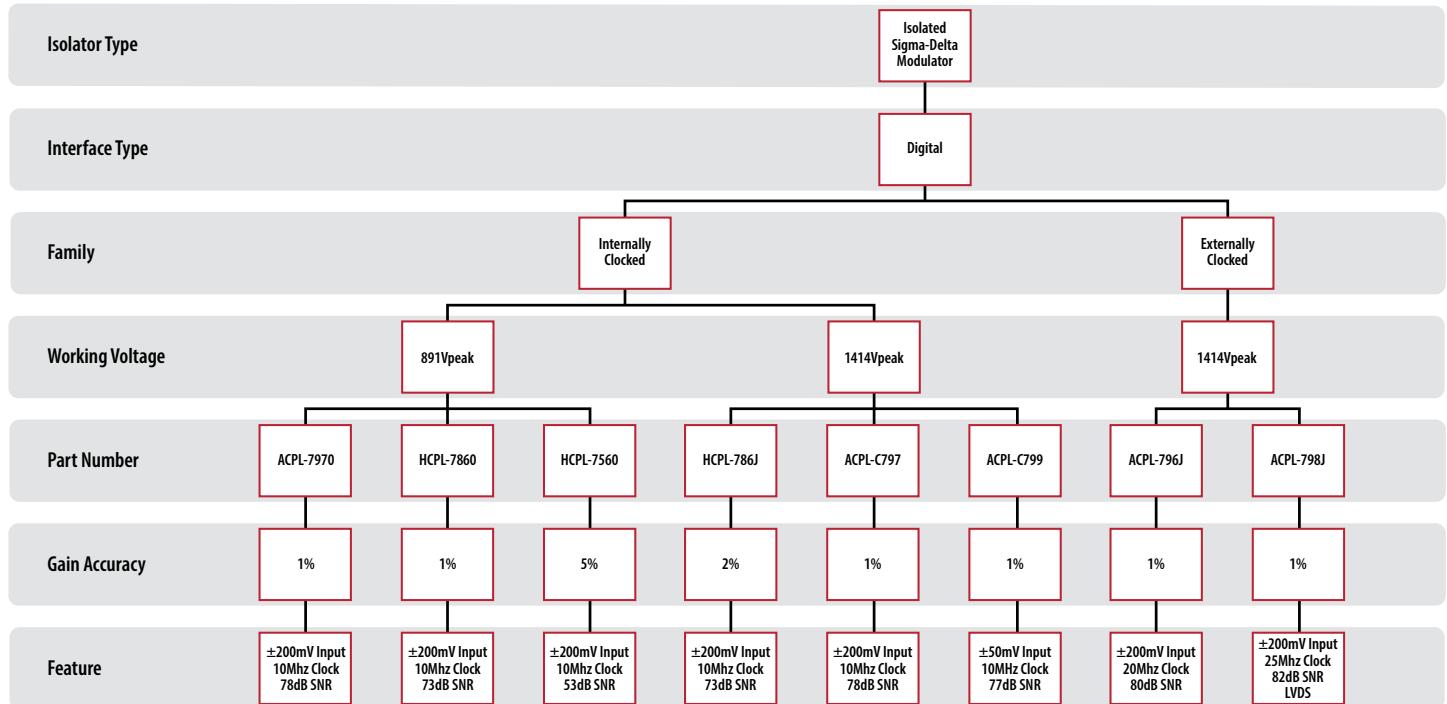 Isolator Type
Isolated
Sigma-Delta
Modulator
Interface Type
Digital
Family
Internally
Clocked
Externally
Clocked
Working Voltage
891Vpeak
1414Vpeak
1414Vpeak
Part Number
ACPL-7970
HCPL-7860
HCPL-7560
HCPL-786J
ACPL-C797
ACPL-C799
ACPL-796J
ACPL-798J
Gain Accuracy
1%
1%
5%
2%
1%
1%
1%
1%
Feature
±200mV Input
10Mhz Clock
78dB SNR
±200mV Input
10Mhz Clock
73dB SNR
±200mV Input
10Mhz Clock
53dB SNR
±200mV Input
10Mhz Clock
73dB SNR
±200mV Input
10Mhz Clock
78dB SNR
±50mV Input
10MHz Clock
77dB SNR
±200mV Input
20Mhz Clock
80dB SNR
±200mV Input
25Mhz Clock
82dB SNR
LVDS